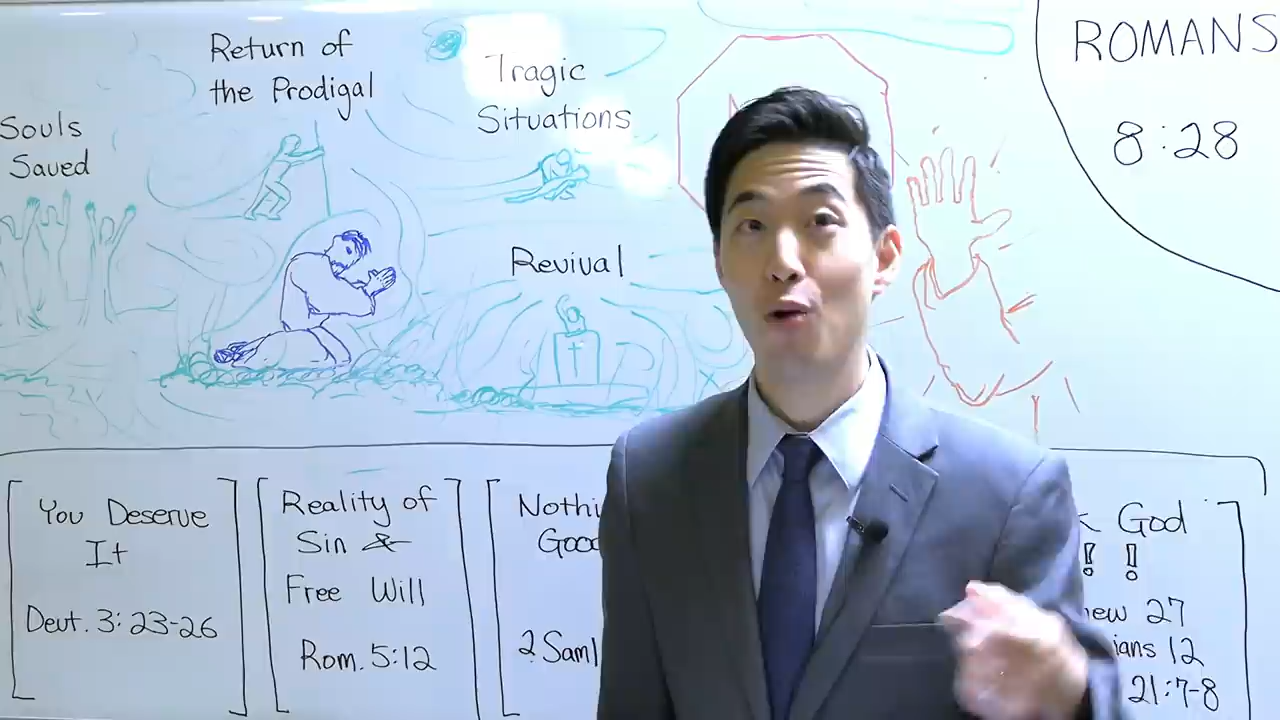 Return of
the Prodigal
Souls
Saved
Tragic
Situations
Revival
ROMANS
8:28
You Deserve
It
Deut. 3:23-26
Reality of
Sin &
Free Will
Rom. 5:12
God
! !
27
12
21:7-8